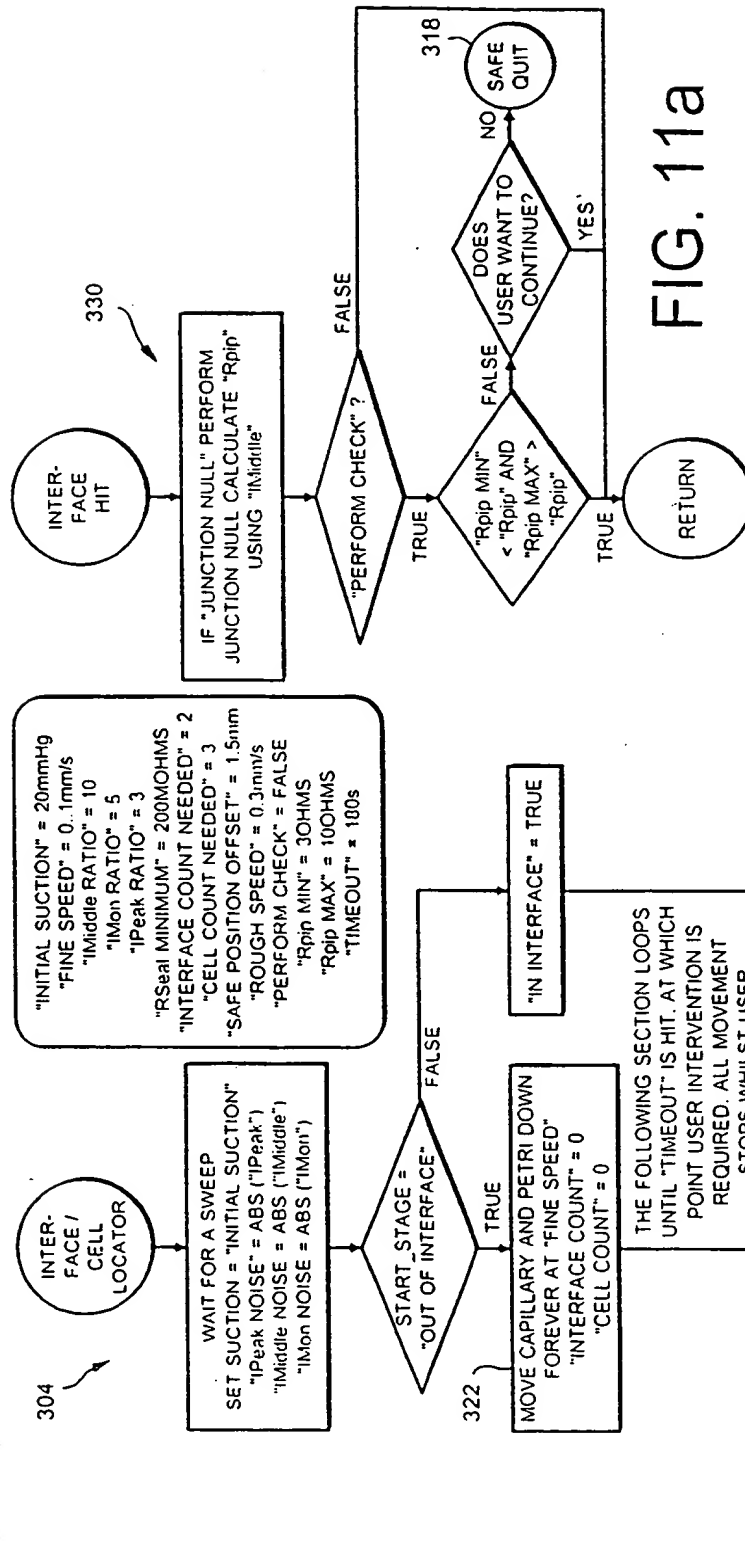 304
INTER-
FACE /
CELL
LOCATOR
WAIT FOR A SWEEP
SET SUCTION = "INITIAL SUCTION"
"IPeak NOISE" = ABS ("IPeak")
"IMiddle NOISE = ABS ("IMiddle")
"IMon NOISE = ABS ("IMon")
START_STAGE =
"OUT OF INTERFACE"
FALSE
TRUE
322
MOVE CAPILLARY AND PETRI DOWN
FOREVER AT "FINE SPEED"
"INTERFACE COUNT" = 0
"CELL COUNT" = 0
"IN INTERFACE" = TRUE
THE FOLLOWING SECTION LOOPS
UNTIL "TIMEOUT" IS HIT. AT WHICH
POINT USER INTERVENTION IS
REQUIRED. ALL MOVEMENT
STOPS WHILST USER
"INITIAL SUCTION" = 20mmHg
"FINE SPEED" = 0.1mm/s
"IMiddle RATIO" = 10
"IMon RATIO" = 5
"IPeak RATIO" = 3
"RSeal MINIMUM" = 200MOHMS
"INTERFACE COUNT NEEDED" = 2
"CELL COUNT NEEDED" = 3
"SAFE POSITION OFFSET" = 1.5mm
"ROUGH SPEED" = 0.3mm/s
"PERFORM CHECK" = FALSE
"Rpip MIN" = 3OHMS
"Rpip MAX" = 10OHMS
"TIMEOUT" = 180s
INTER-
FACE
HIT
330
IF "JUNCTION NULL" PERFORM
JUNCTION NULL CALCULATE "Rpip"
USING "IMiddle"
"PERFORM CHECK" ?
FALSE
TRUE
"Rpip MIN"
< "Rpip" AND
"Rpip MAX" >
"Rpip"
FALSE
TRUE
DOES
USER WANT TO
CONTINUE?
NO
YES'
SAFE
QUIT
318
RETURN
FIG. 11a